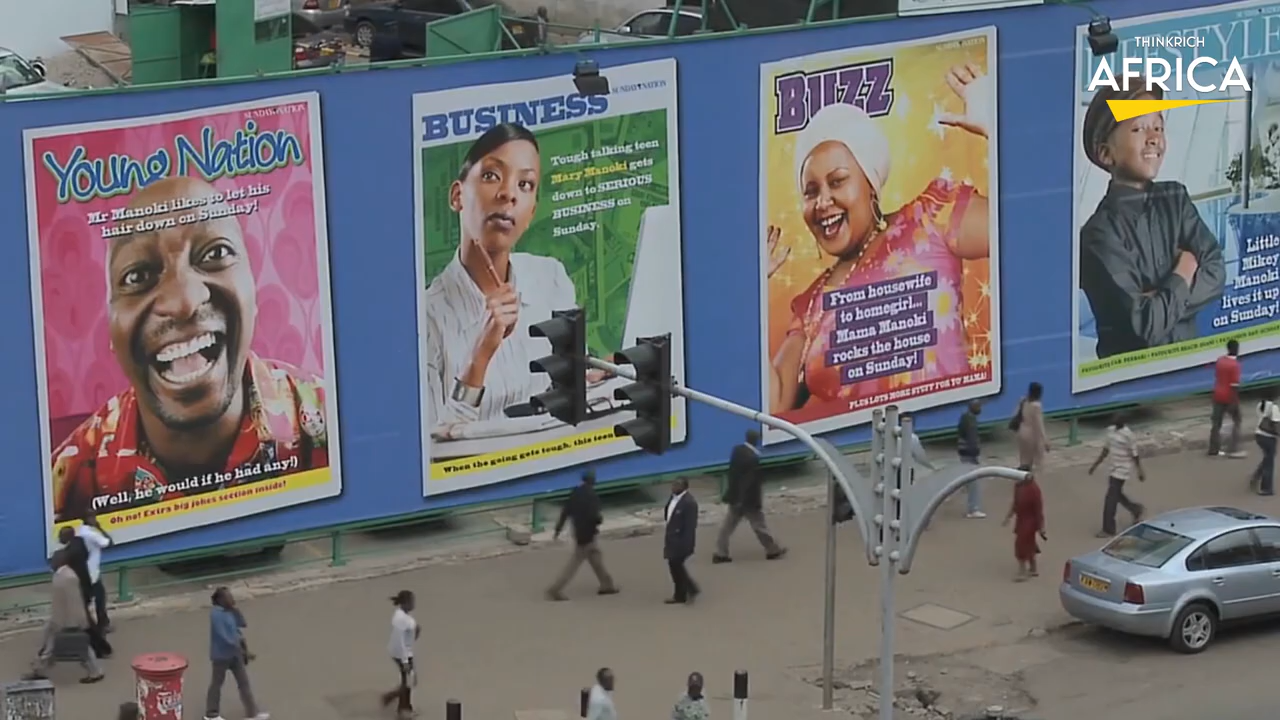 THINKRICH
AFRICA
SUNDAY NATION
Young Nation
Mr Manoki likes to let his
hair down on Sunday!
(Well, he would if he had any!)
Oh no! Extra big jokes section inside!
SUNDAY NATION
BUSINESS
Tough talking teen
Mary Manoki gets
down to SERIOUS
BUSINESS on
Sunday.
When the going gets tough, this teen
SUNDAY NATION
BUZZ
From housewife
to homegirl...
Mama Manoki
rocks the house
on Sunday!
PLUS LOTS MORE STUFF FOR YO' MAMA!
LIFESTYLE
Little
Mikey
Manoki
lives it up
on Sunday!